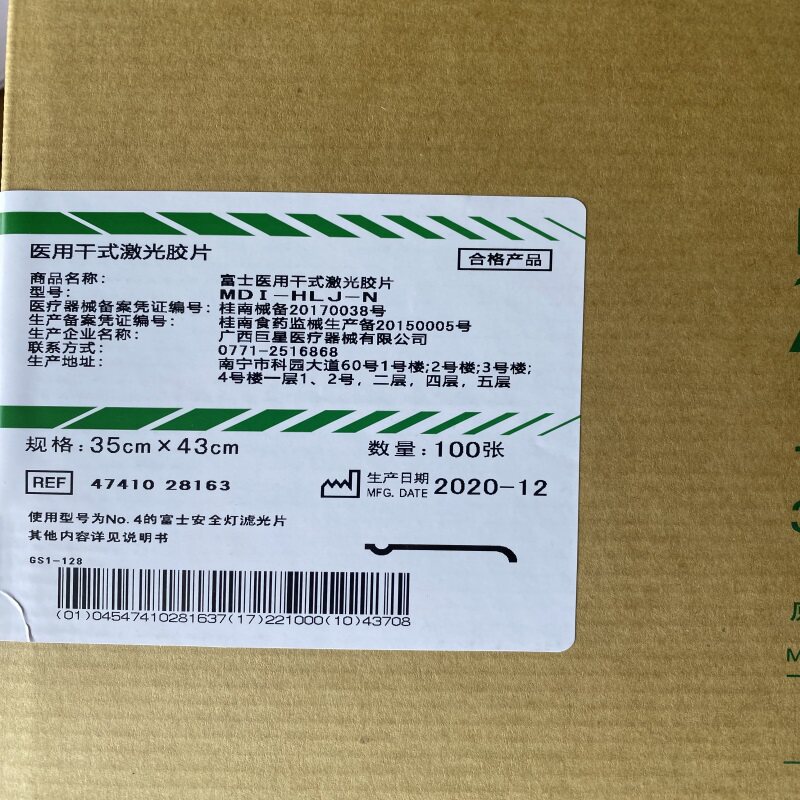 医用干式激光胶片
合格产品
商品名称: 富士医用干式激光胶片
型号: MDI-HLJ-N
医疗器械备案凭证编号: 桂南械备20170038号
生产备案凭证编号: 桂南食药监械生产备20150005号
生产企业名称: 广西巨星医疗器械有限公司
联系方式: 0771-2516868
生产地址: 南宁市科园大道60号1号楼;2号楼;3号楼;
4号楼一层1、2号，二层，四层，五层
规格: 35cm×43cm 数量: 100张
REF 47410 28163 生产日期 2020-12
MFG. DATE
使用型号为No.4的富士安全灯滤光片
其他内容详见说明书
GS1-128
(01)04547410281637(17)221000(10)43708